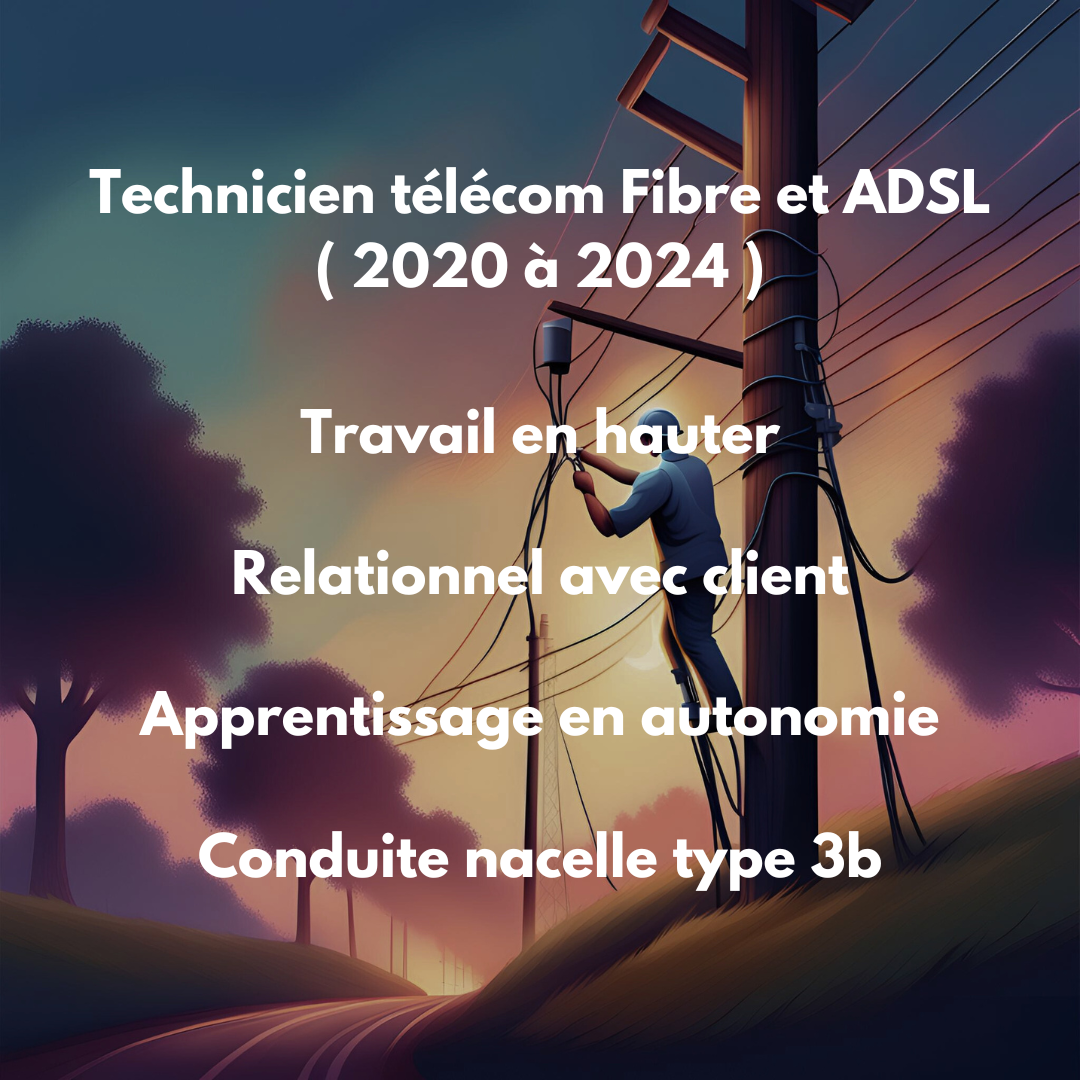 Technicien télécom Fibre et ADSL
( 2020 à 2024 )
Travail en hauter
Relationnel avec client
Apprentissage en autonomie
Conduite nacelle type 3b